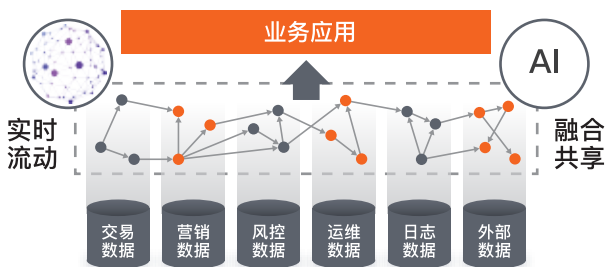 业务应用
AI
实时
流动
融合
共享
交易
数据
营销
数据
风控
数据
运维
数据
日志
数据
外部
数据